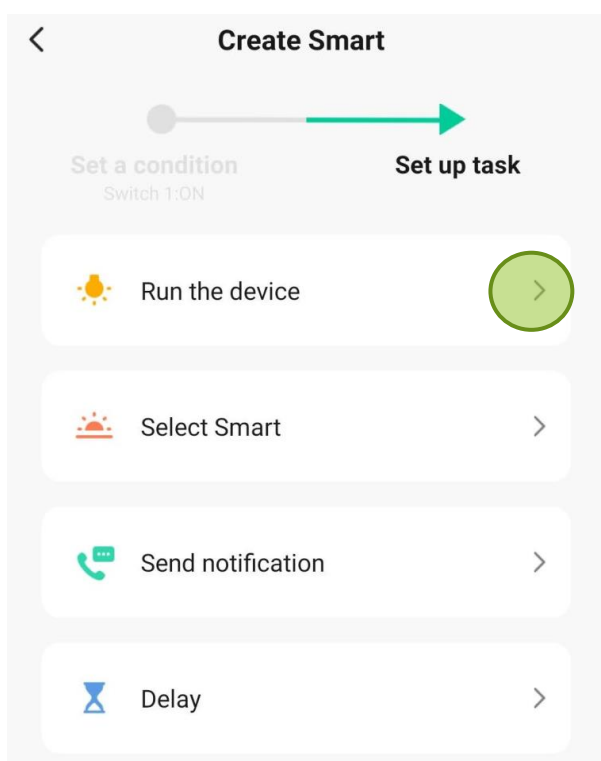 Create Smart
Set a condition
Set up task
Switch 1:ON
Run the device
Select Smart
Send notification
Delay